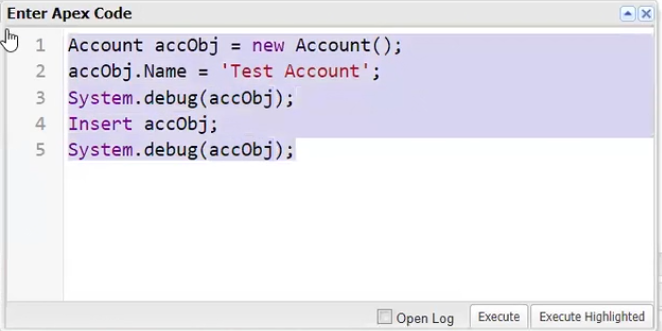 Enter Apex Code
1 Account accObj = new Account();
2 accObj.Name = 'Test Account';
3 System.debug(accObj);
4 Insert accObj;
5 System.debug(accObj);
Open Log Execute Execute Highlighted